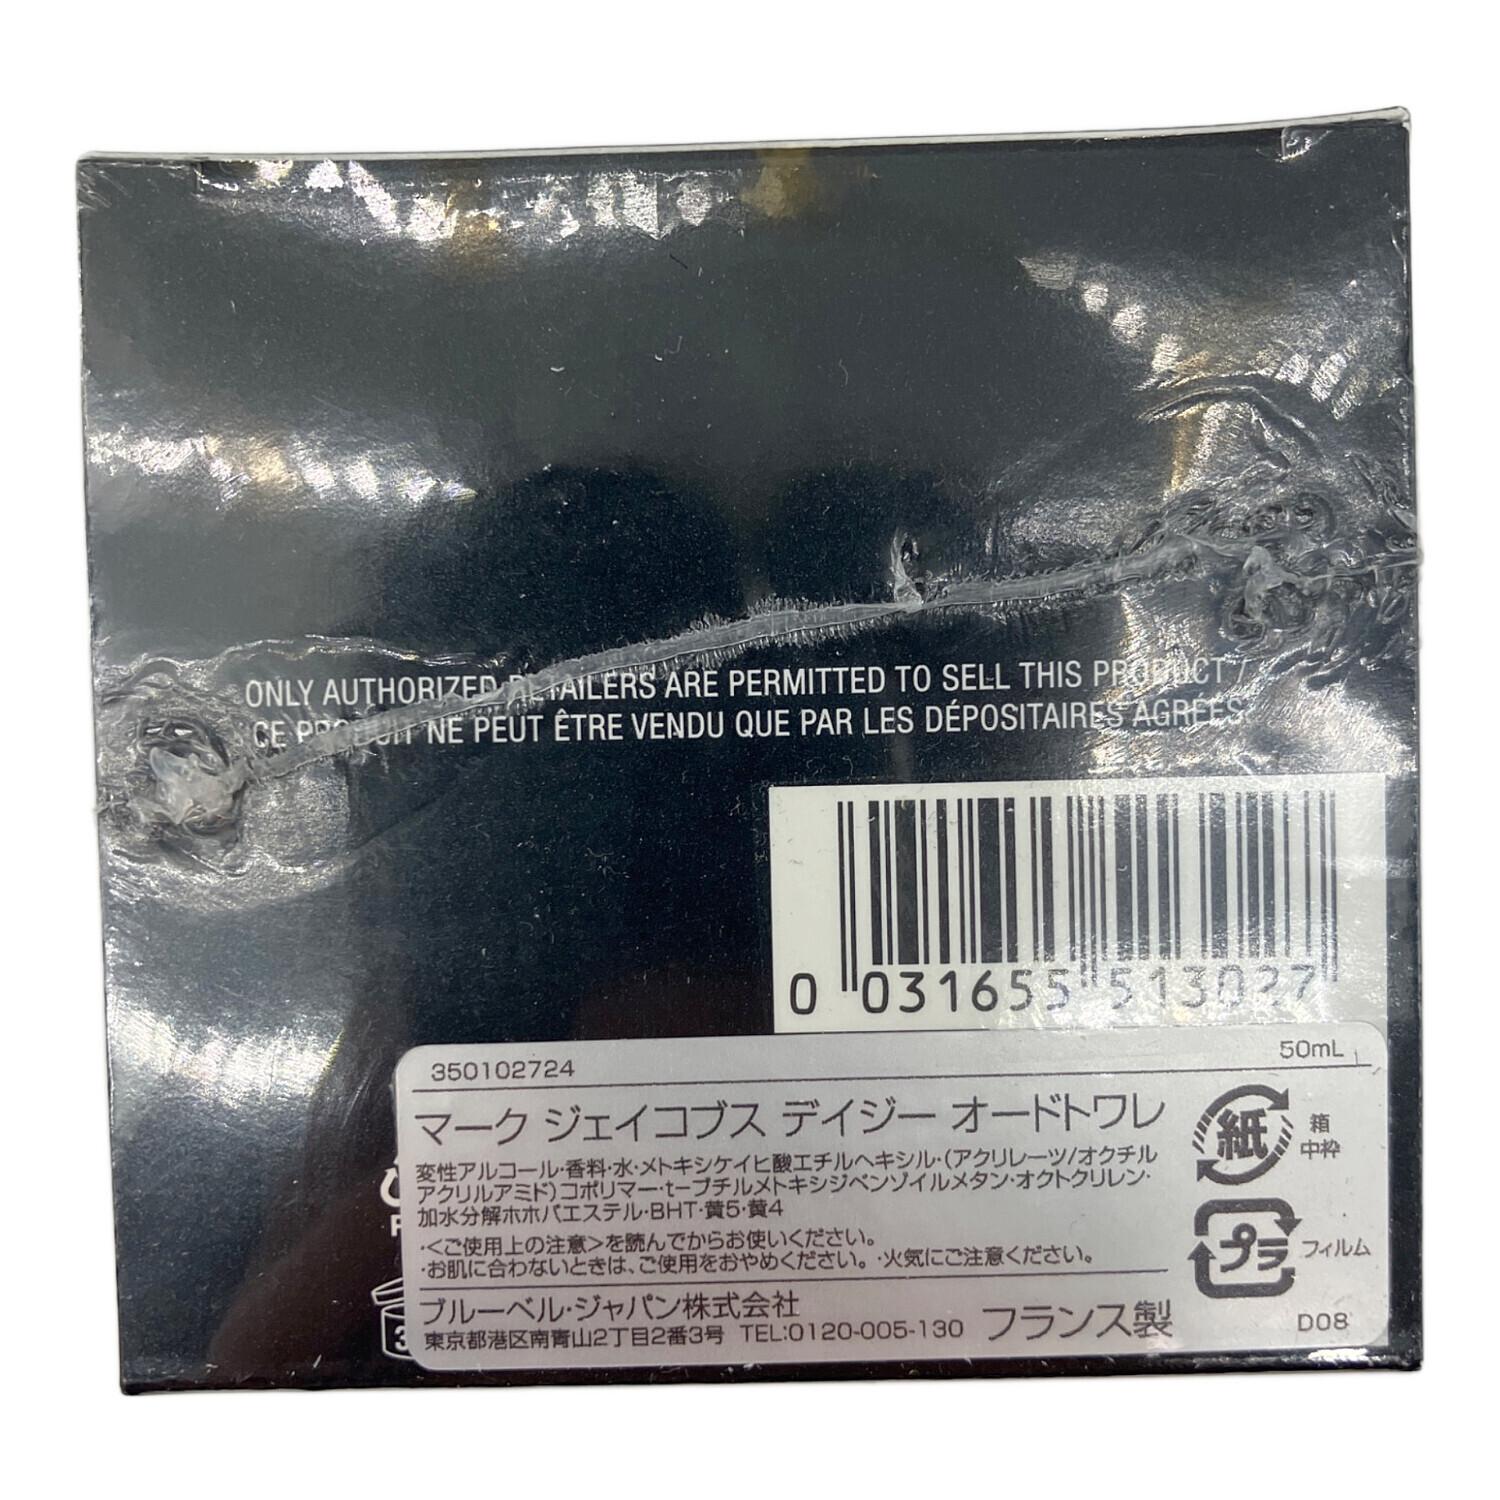 ONLY AUTHORIZED RETAILERS ARE PERMITTED TO SELL THIS PRODUCT /
CE PRODUIT NE PEUT ÊTRE VENDU QUE PAR LES DÉPOSITAIRES AGRÉÉS
0 031655 513027
350102724 50mL
マーク ジェイコブス デイジー オードトワレ
変性アルコール・香料・水・メトキシケイヒ酸エチルヘキシル・(アクリレーツ/オクチル
アクリルアミド)コポリマー・t-ブチルメトキシジベンゾイルメタン・オクトクリレン・
加水分解ホホバエステル・BHT・黄5・黄4
・<ご使用上の注意>を読んでからお使いください。
・お肌に合わないときは、ご使用をおやめください。・火気にご注意ください。
ブルーベル・ジャパン株式会社
東京都港区南青山2丁目2番3号 TEL:0120-005-130 フランス製
紙 箱
中枠
プラ フィルム
D08